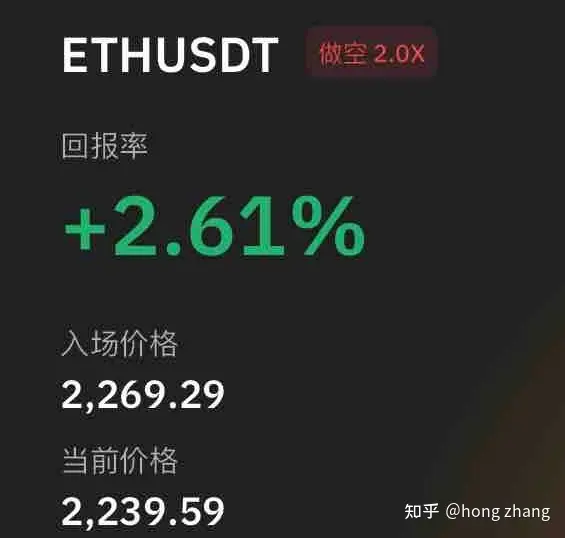 ETHUSDT 做空 2.0X
回报率
+2.61%
入场价格
2,269.29
当前价格
2,239.59
知乎 @hong zhang